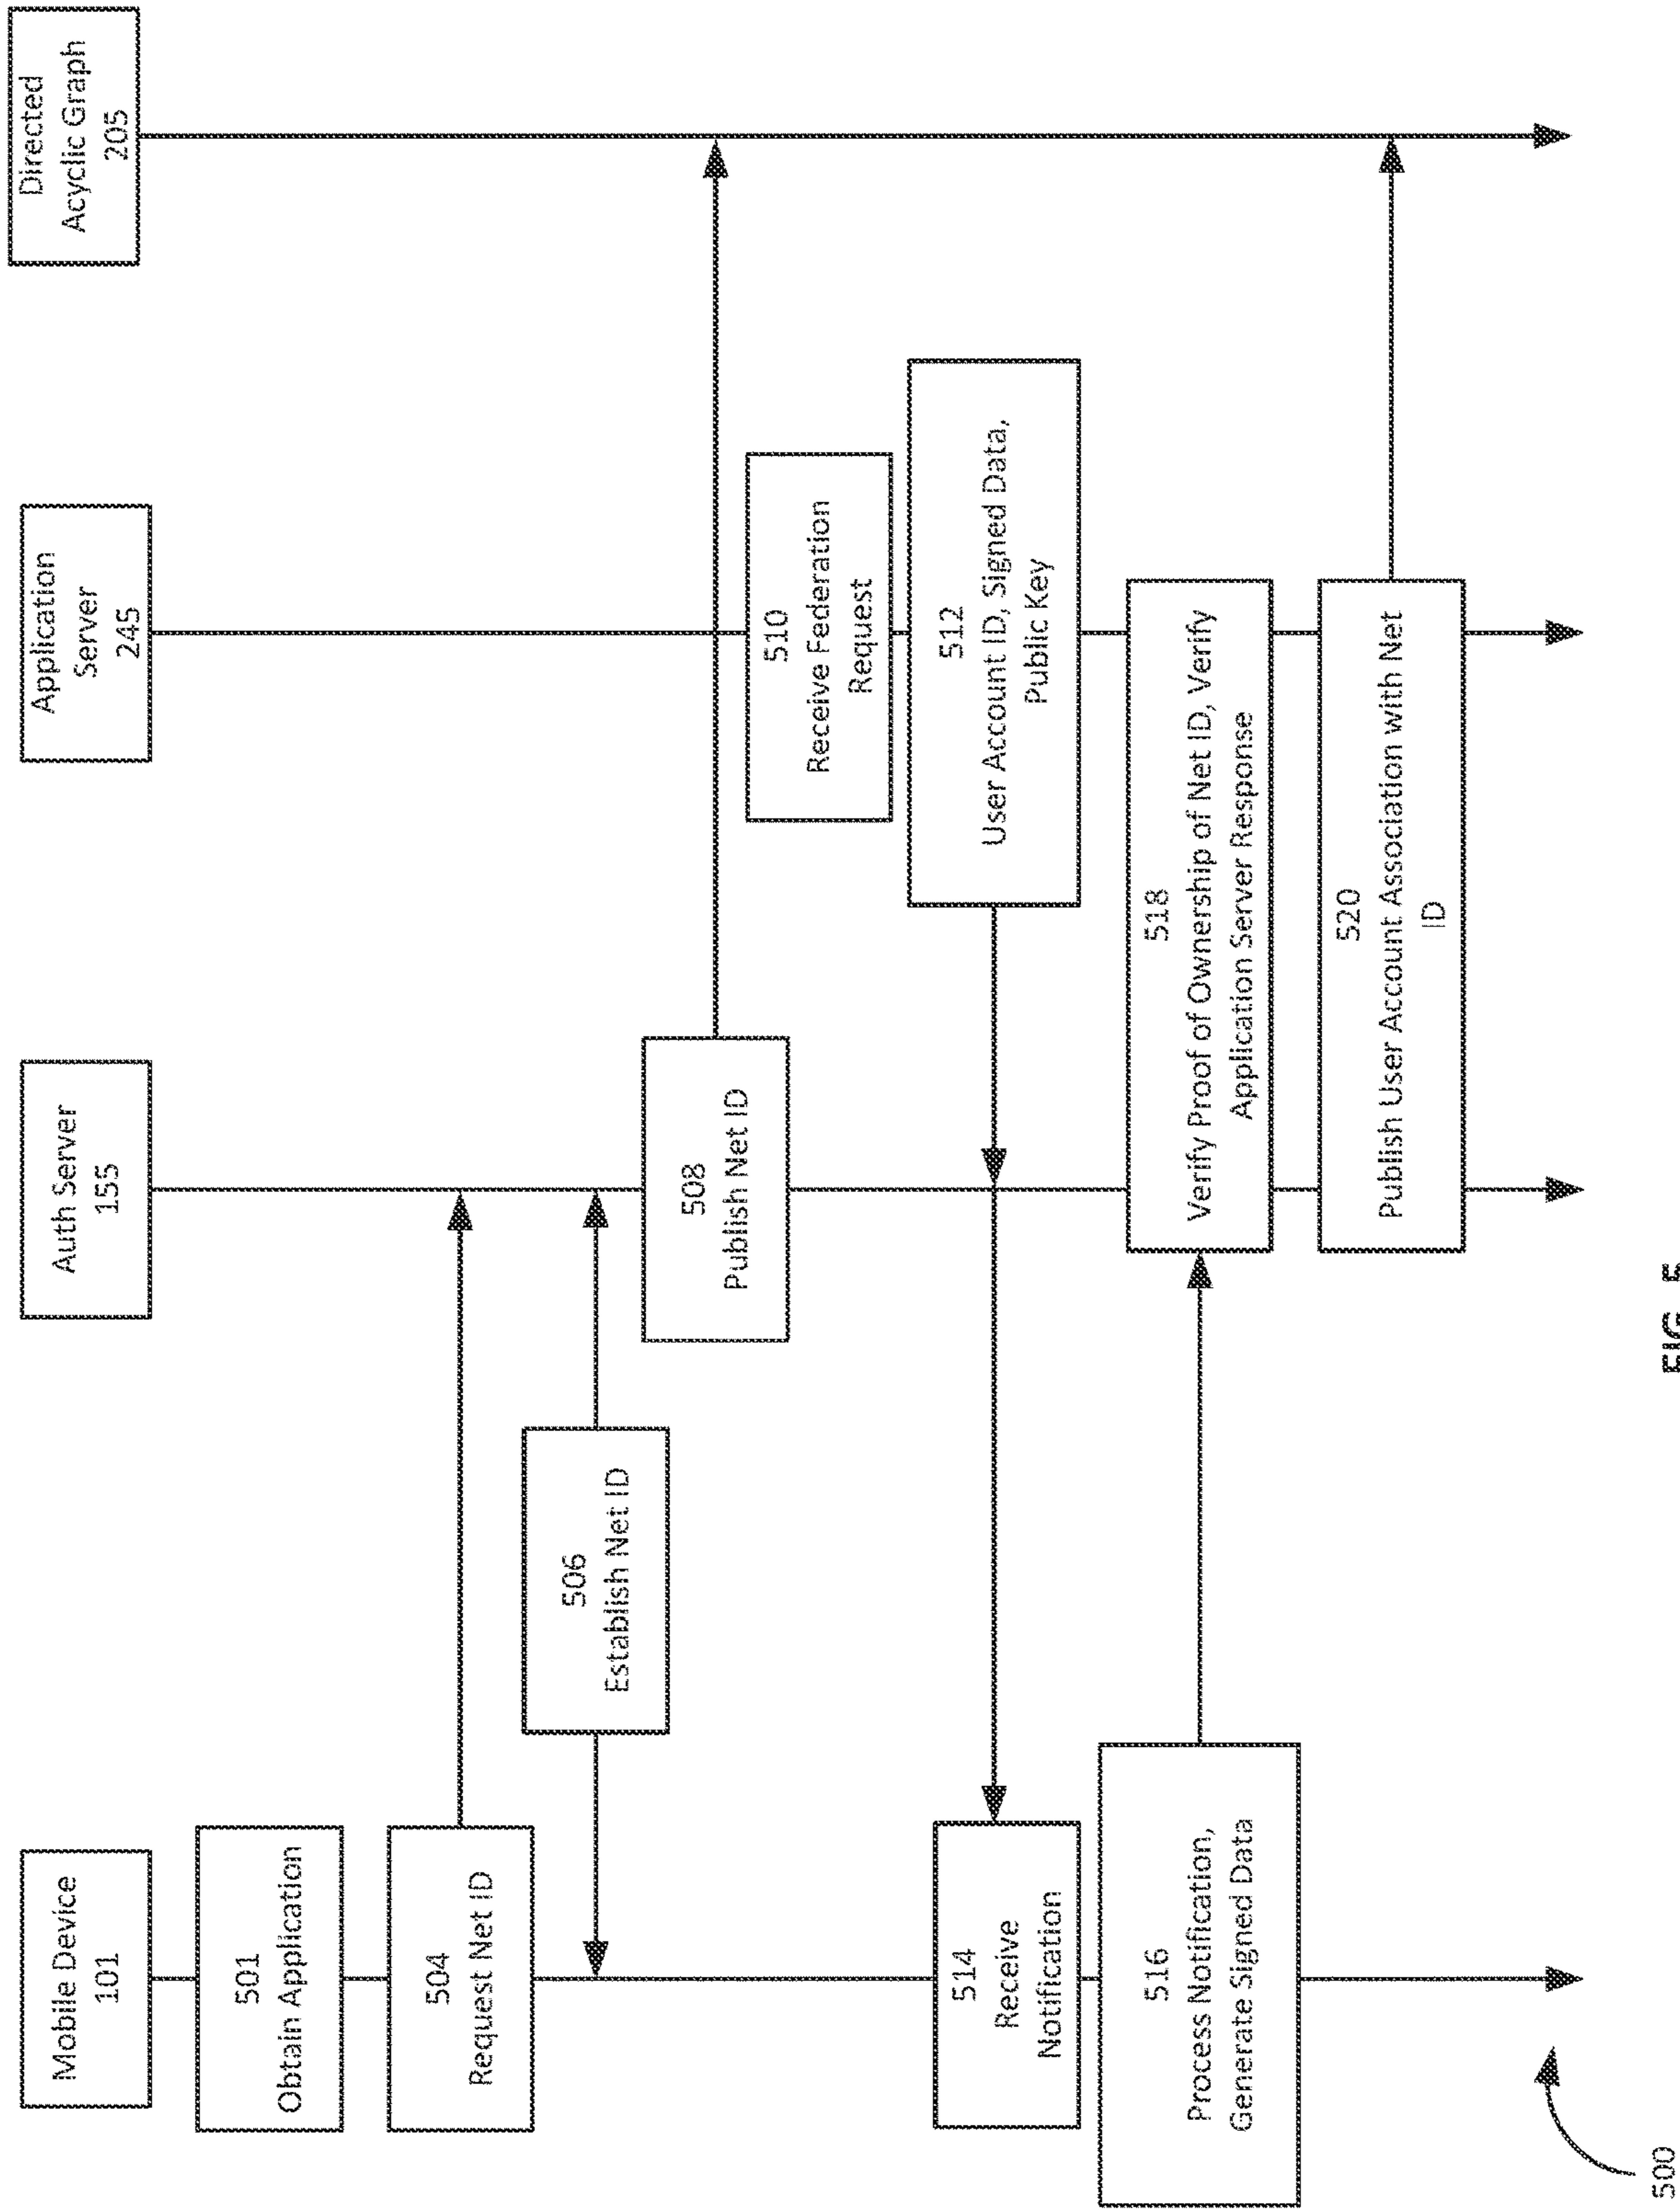 Mobile Device
101
Auth Server
155
Application
Server
245
Directed
Acyclic Graph
205
501
Obtain Application
504
Request Net ID
506
Establish Net ID
508
Publish Net ID
510
Receive Federation
Request
512
User Account ID, Signed Data,
Public Key
514
Receive
Notification
516
Process Notification,
Generate Signed Data
518
Verify Proof of Ownership of Net ID, Verify
Application Server Response
520
Publish User Account Association with Net
ID
500
FIG. 5